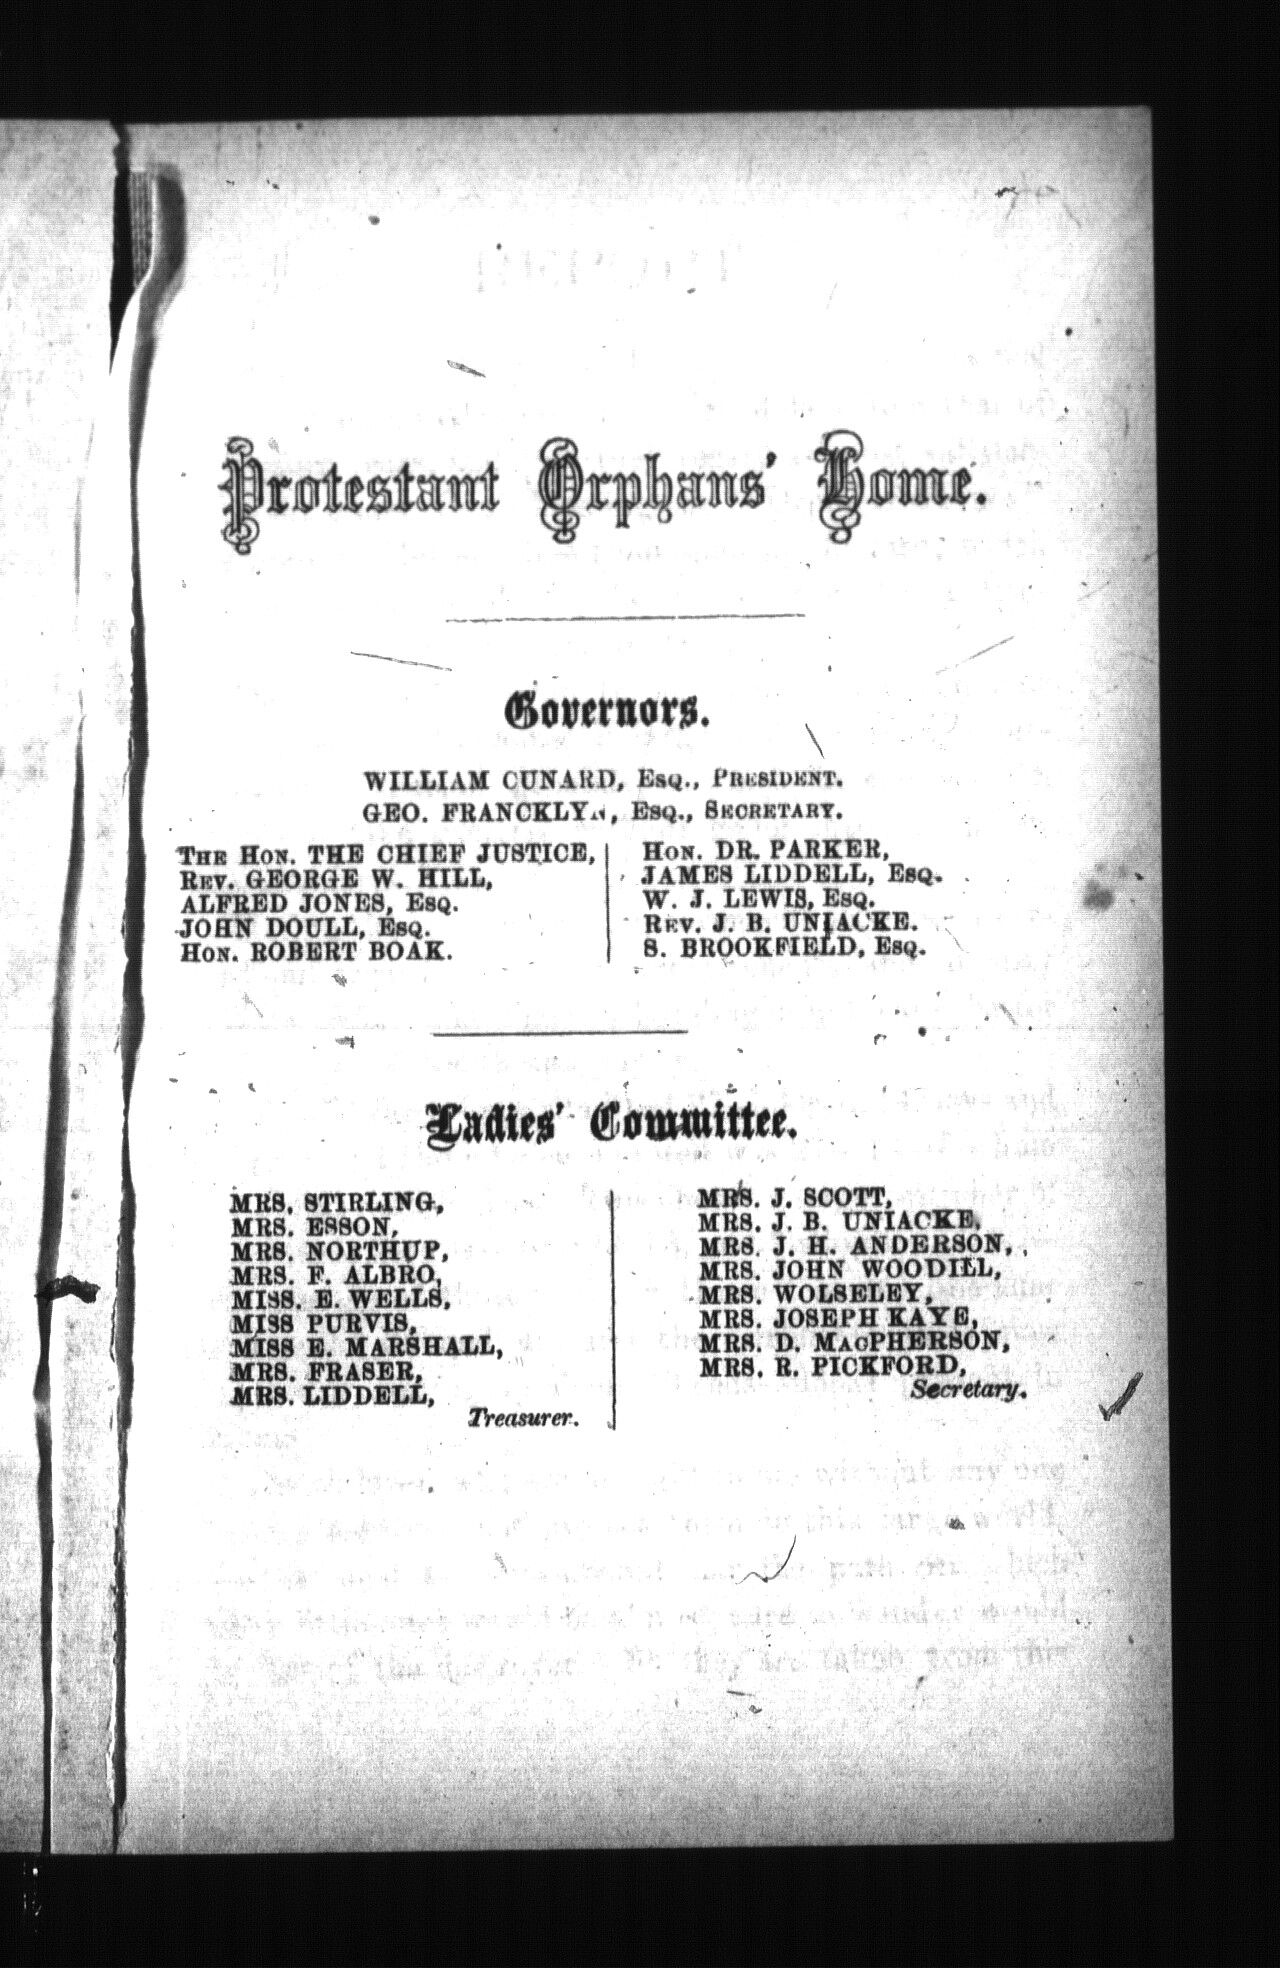 Protestant Orphans' Home.
Governors.
WILLIAM CUNARD, ESQ., PRESIDENT.
GEO. FRANCKLYN, ESQ., SECRETARY.
THE HON. THE CHIEF JUSTICE,
REV. GEORGE W. HILL,
ALFRED JONES, ESQ.
JOHN DOULL, ESQ.
HON. ROBERT BOAK.
HON. DR. PARKER,
JAMES LIDDELL, ESQ.
W. J. LEWIS, ESQ.
REV. J. B. UNIACKE.
S. BROOKFIELD, ESQ.
Ladies' Committee.
MRS. STIRLING,
MRS. ESSON,
MRS. NORTHUP,
MRS. F. ALBRO,
MISS. E. WELLS,
MISS PURVIS,
MISS E. MARSHALL,
MRS. FRASER,
MRS. LIDDELL,
Treasurer.
MRS. J. SCOTT,
MRS. J. B. UNIACKE,
MRS. J. H. ANDERSON,
MRS. JOHN WOODILL,
MRS. WOLSELEY,
MRS. JOSEPH KAYE,
MRS. D. MACPHERSON,
MRS. R. PICKFORD,
Secretary.